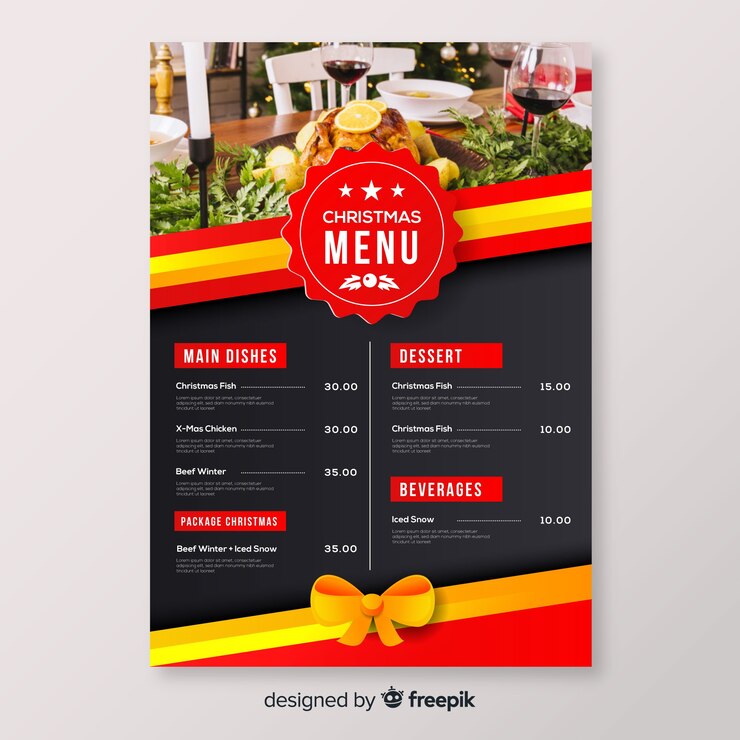 CHRISTMAS
MENU
MAIN DISHES
Christmas Fish 30.00
Lorem ipsum dolor sit amet, consectetuer
adipiscing elit, sed diam nonummy nibh euismod
tincidunt ut laoreet
X-Mas Chicken 30.00
Lorem ipsum dolor sit amet, consectetuer
adipiscing elit, sed diam nonummy nibh euismod
tincidunt ut laoreet
Beef Winter 35.00
Lorem ipsum dolor sit amet, consectetuer
adipiscing elit, sed diam nonummy nibh euismod
tincidunt ut laoreet
PACKAGE CHRISTMAS
Beef Winter + Iced Snow 35.00
Lorem ipsum dolor sit amet, consectetuer
adipiscing elit, sed diam nonummy nibh euismod
tincidunt ut laoreet
DESSERT
Christmas Fish 15.00
Lorem ipsum dolor sit amet, consectetuer
adipiscing elit, sed diam nonummy nibh euismod
tincidunt ut laoreet
Christmas Fish 10.00
Lorem ipsum dolor sit amet, consectetuer
adipiscing elit, sed diam nonummy nibh euismod
tincidunt ut laoreet
BEVERAGES
Iced Snow 10.00
Lorem ipsum dolor sit amet, consectetuer
adipiscing elit, sed diam nonummy nibh euismod
tincidunt ut laoreet
designed by freepik